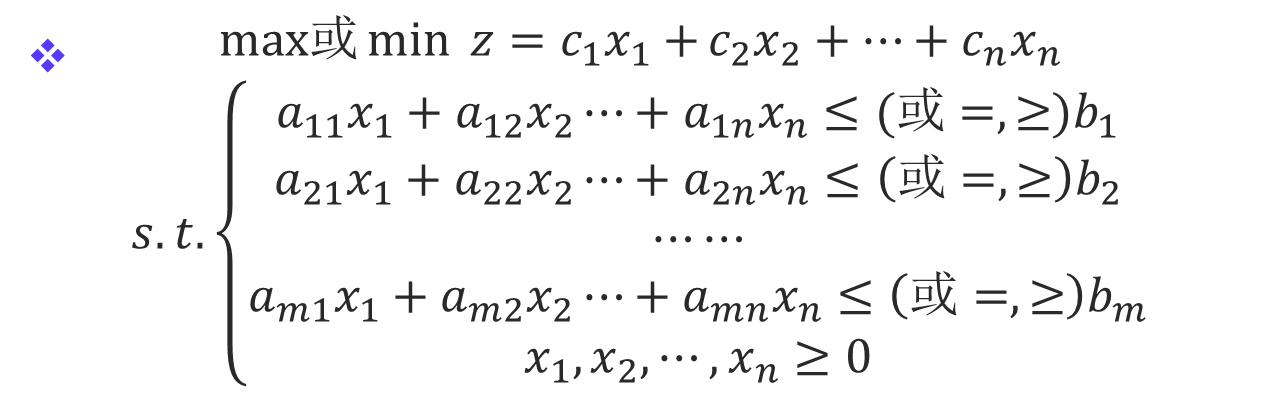 max或 min z = c₁x₁ + c₂x₂ + ⋯ + cₙxₙ
a₁₁x₁ + a₁₂x₂ ⋯ + a₁ₙxₙ ≤ (或 =, ≥)b₁
a₂₁x₁ + a₂₂x₂ ⋯ + a₂ₙxₙ ≤ (或 =, ≥)b₂
s. t. { ⋯ ⋯
aₘ₁x₁ + aₘ₂x₂ ⋯ + aₘₙxₙ ≤ (或 =, ≥)bₘ
x₁, x₂, ⋯ , xₙ ≥ 0